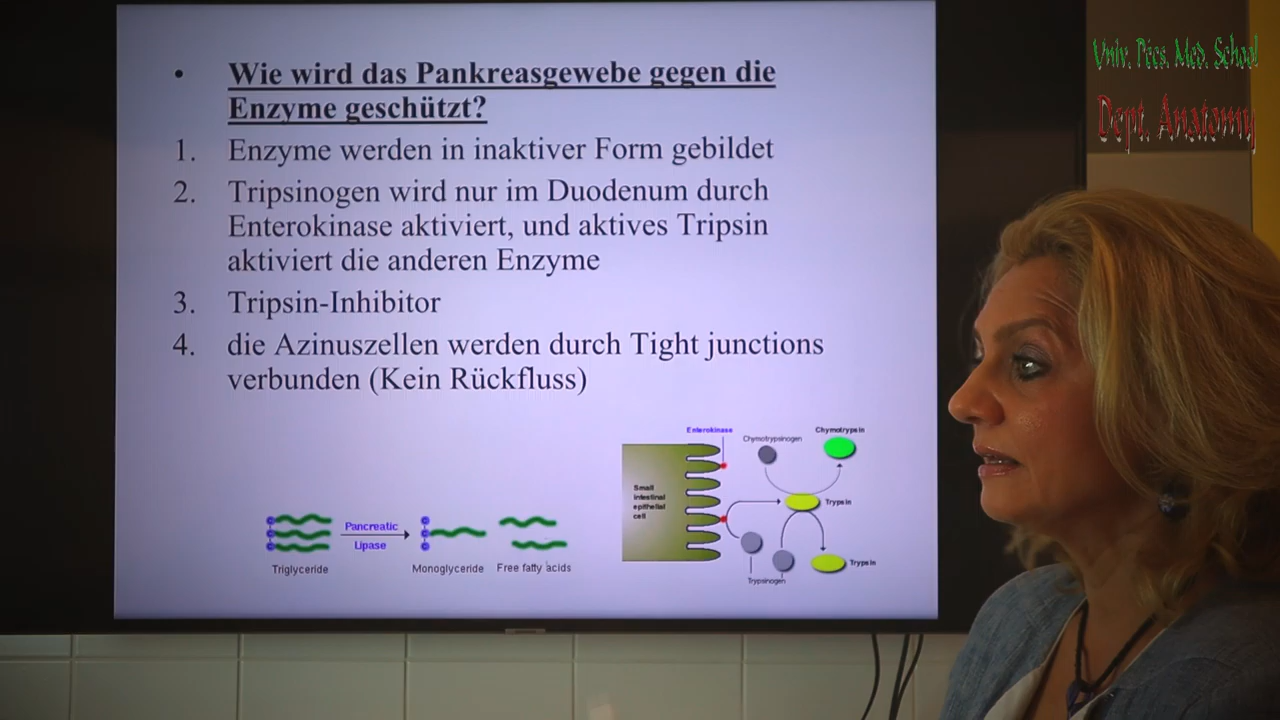 Univ. Pécs. Med. School
Dept. Anatomy
• Wie wird das Pankreasgewebe gegen die
Enzyme geschützt?
1. Enzyme werden in inaktiver Form gebildet
2. Tripsinogen wird nur im Duodenum durch
Enterokinase aktiviert, und aktives Tripsin
aktiviert die anderen Enzyme
3. Tripsin-Inhibitor
4. die Azinuszellen werden durch Tight junctions
verbunden (Kein Rückfluss)
Enterokinase
Chymotrypsinogen
Chymotrypsin
Small
intestinal
epithelial
cell
Trypsin
Trypsin
Trypsinogen
Pancreatic
Lipase
Triglyceride
Monoglyceride
Free fatty acids